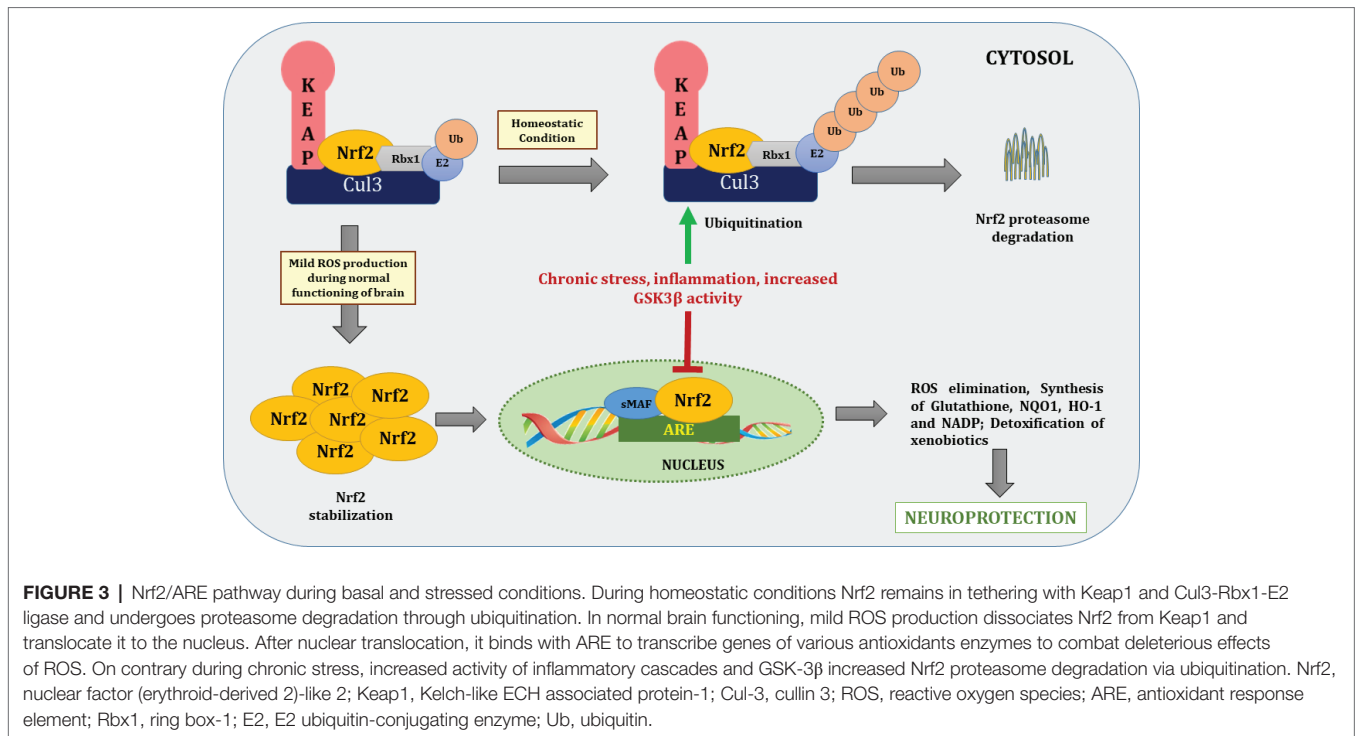 CYTOSOL
K
E
A
P
Nrf2
Rbx1
E2
Ub
Cul3
Homeostatic
Condition
K
E
A
P
Nrf2
Rbx1
E2
Ub
Ub
Ub
Ub
Cul3
Ubiquitination
Nrf2 proteasome
degradation
Mild ROS production
during normal
functioning of brain
Chronic stress, inflammation, increased
GSK3β activity
Nrf2
Nrf2
Nrf2
Nrf2
Nrf2
Nrf2
Nrf2
Nrf2
stabilization
sMAF
Nrf2
ARE
NUCLEUS
ROS elimination, Synthesis
of Glutathione, NQO1, HO-1
and NADP; Detoxification of
xenobiotics
NEUROPROTECTION
FIGURE 3 | Nrf2/ARE pathway during basal and stressed conditions. During homeostatic conditions Nrf2 remains in tethering with Keap1 and Cul3-Rbx1-E2
ligase and undergoes proteasome degradation through ubiquitination. In normal brain functioning, mild ROS production dissociates Nrf2 from Keap1 and
translocate it to the nucleus. After nuclear translocation, it binds with ARE to transcribe genes of various antioxidants enzymes to combat deleterious effects
of ROS. On contrary during chronic stress, increased activity of inflammatory cascades and GSK-3β increased Nrf2 proteasome degradation via ubiquitination. Nrf2,
nuclear factor (erythroid-derived 2)-like 2; Keap1, Kelch-like ECH associated protein-1; Cul-3, cullin 3; ROS, reactive oxygen species; ARE, antioxidant response
element; Rbx1, ring box-1; E2, E2 ubiquitin-conjugating enzyme; Ub, ubiquitin.